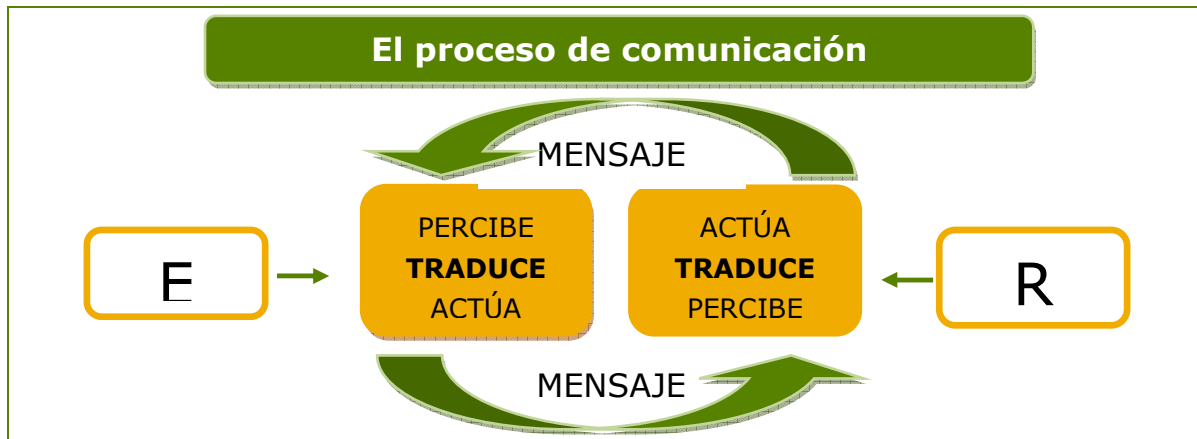 El proceso de comunicación
MENSAJE
PERCIBE
TRADUCE
ACTÚA
ACTÚA
TRADUCE
PERCIBE
E
R
MENSAJE